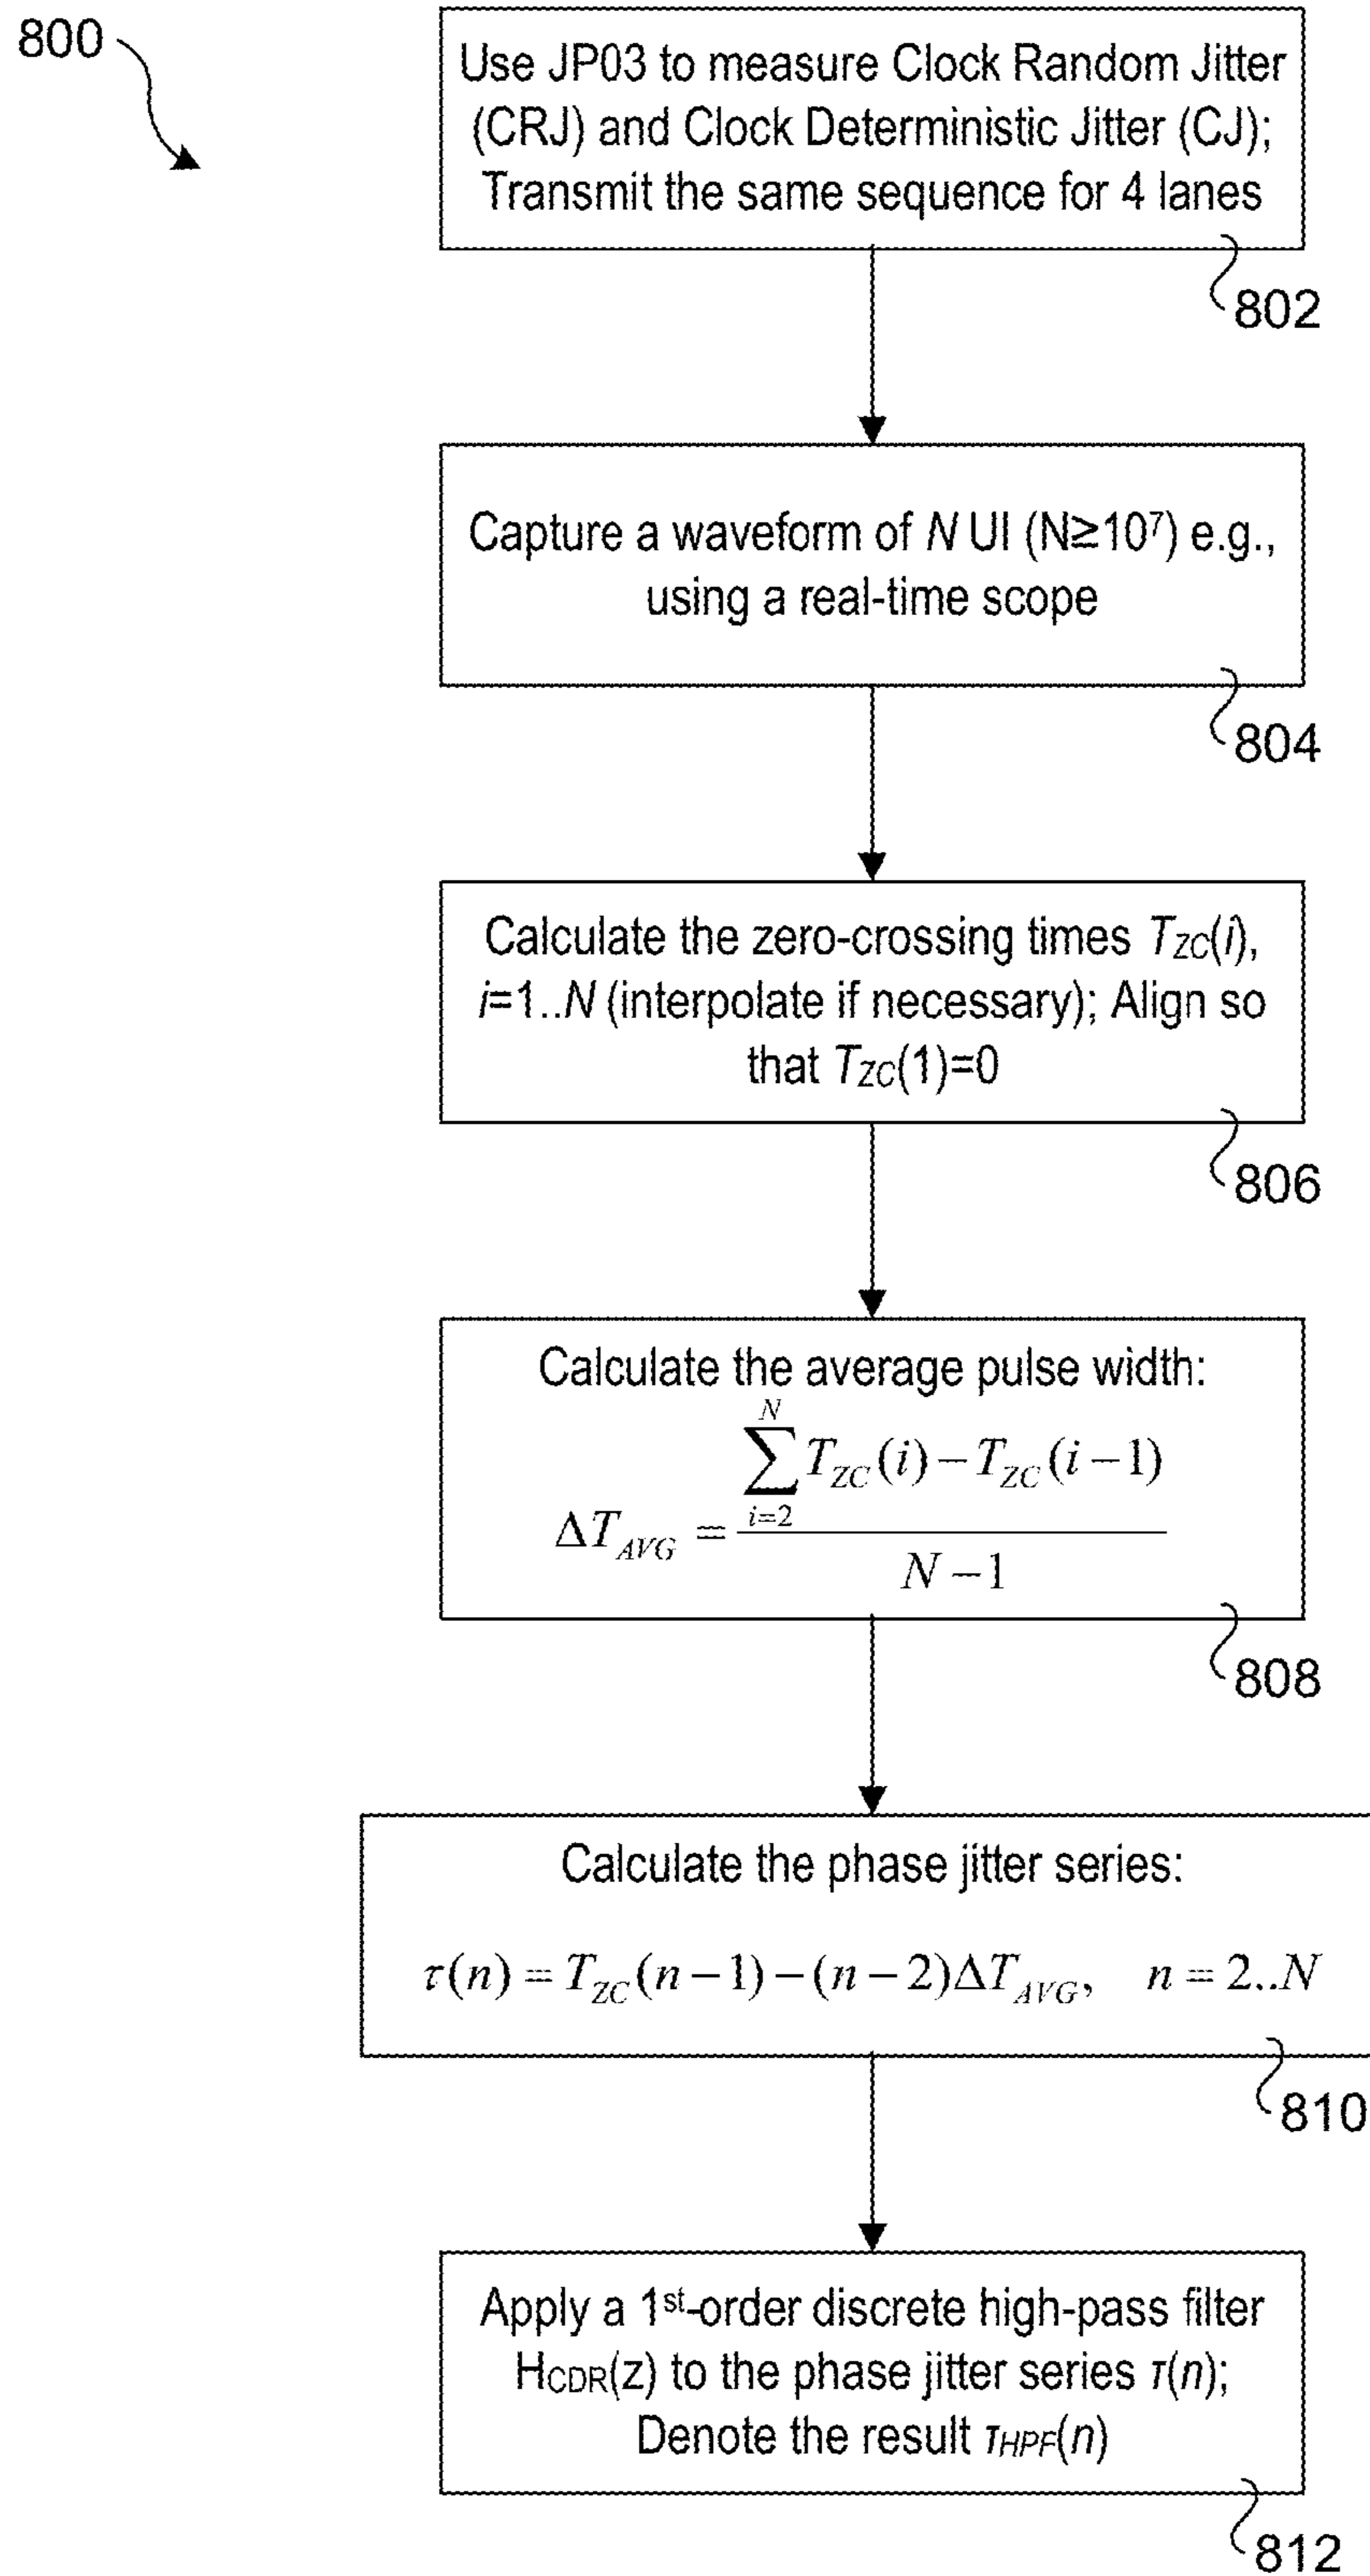 800
Use JP03 to measure Clock Random Jitter
(CRJ) and Clock Deterministic Jitter (CJ);
Transmit the same sequence for 4 lanes
802
Capture a waveform of N UI (N≥10⁷) e.g.,
using a real-time scope
804
Calculate the zero-crossing times T_ZC(i),
i=1..N (interpolate if necessary); Align so
that T_ZC(1)=0
806
Calculate the average pulse width:
ΔT_AVG = (∑_{i=2}^{N} T_ZC(i) − T_ZC(i−1)) / (N−1)
808
Calculate the phase jitter series:
τ(n) = T_ZC(n−1) − (n−2)ΔT_AVG, n = 2..N
810
Apply a 1ˢᵗ-order discrete high-pass filter
H_CDR(z) to the phase jitter series τ(n);
Denote the result τ_HPF(n)
812